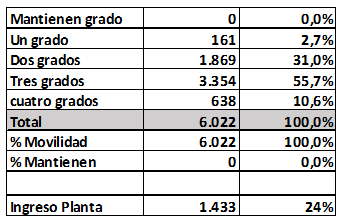 Mantienen grado 0 0,0%
Un grado 161 2,7%
Dos grados 1.869 31,0%
Tres grados 3.354 55,7%
cuatro grados 638 10,6%
Total 6.022 100,0%
% Movilidad 6.022 100,0%
% Mantienen 0 0,0%
Ingreso Planta 1.433 24%